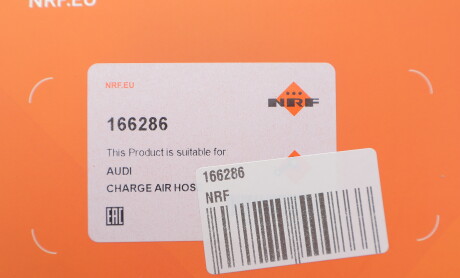 NRF.EU
NRF.EU
NRF
166286
This Product is suitable for
AUDI
CHARGE AIR HOS
EAC
166286
NRF